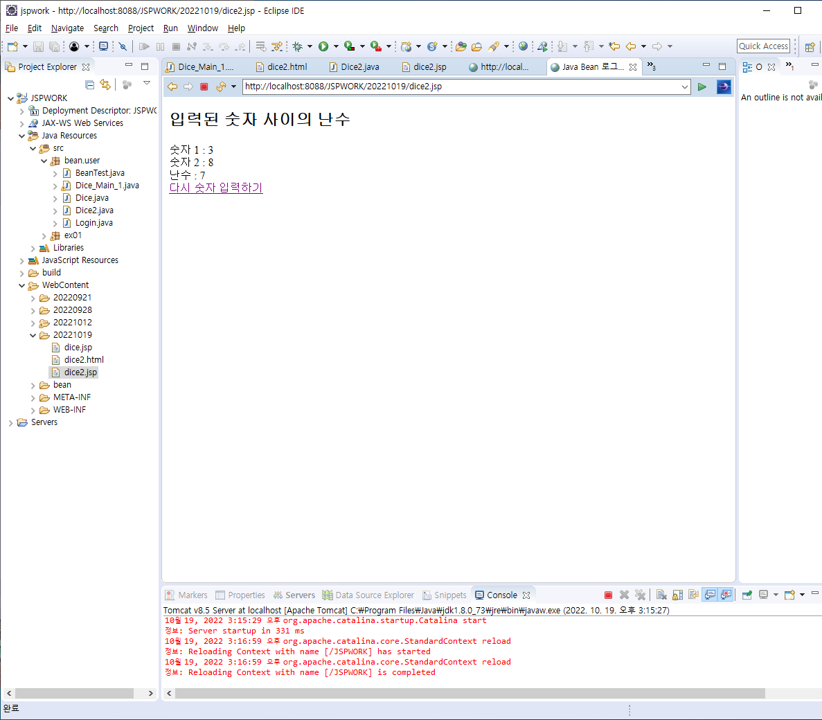 jspwork - http://localhost:8088/JSPWORK/20221019/dice2.jsp - Eclipse IDE
File Edit Navigate Search Project Run Window Help
Quick Access
Project Explorer
Dice_Main_1.... dice2.html Dice2.java dice2.jsp http://local... Java Bean 로그... »3
O »1
http://localhost:8088/JSPWORK/20221019/dice2.jsp
An outline is not avai
JSPWORK
Deployment Descriptor: JSPWC
JAX-WS Web Services
Java Resources
src
bean.user
BeanTest.java
Dice_Main_1.java
Dice.java
Dice2.java
Login.java
ex01
Libraries
JavaScript Resources
build
WebContent
20220921
20220928
20221012
20221019
dice.jsp
dice2.html
dice2.jsp
bean
META-INF
WEB-INF
Servers
입력된 숫자 사이의 난수
숫자 1 : 3
숫자 2 : 8
난수 : 7
다시 숫자 입력하기
Markers Properties Servers Data Source Explorer Snippets Console
Tomcat v8.5 Server at localhost [Apache Tomcat] C:₩Program Files₩Java₩jdk1.8.0_73₩jre₩bin₩javaw.exe (2022. 10. 19. 오후 3:15:27)
10월 19, 2022 3:15:29 오후 org.apache.catalina.startup.Catalina start
정보: Server startup in 331 ms
10월 19, 2022 3:16:59 오후 org.apache.catalina.core.StandardContext reload
정보: Reloading Context with name [/JSPWORK] has started
10월 19, 2022 3:16:59 오후 org.apache.catalina.core.StandardContext reload
정보: Reloading Context with name [/JSPWORK] is completed
완료